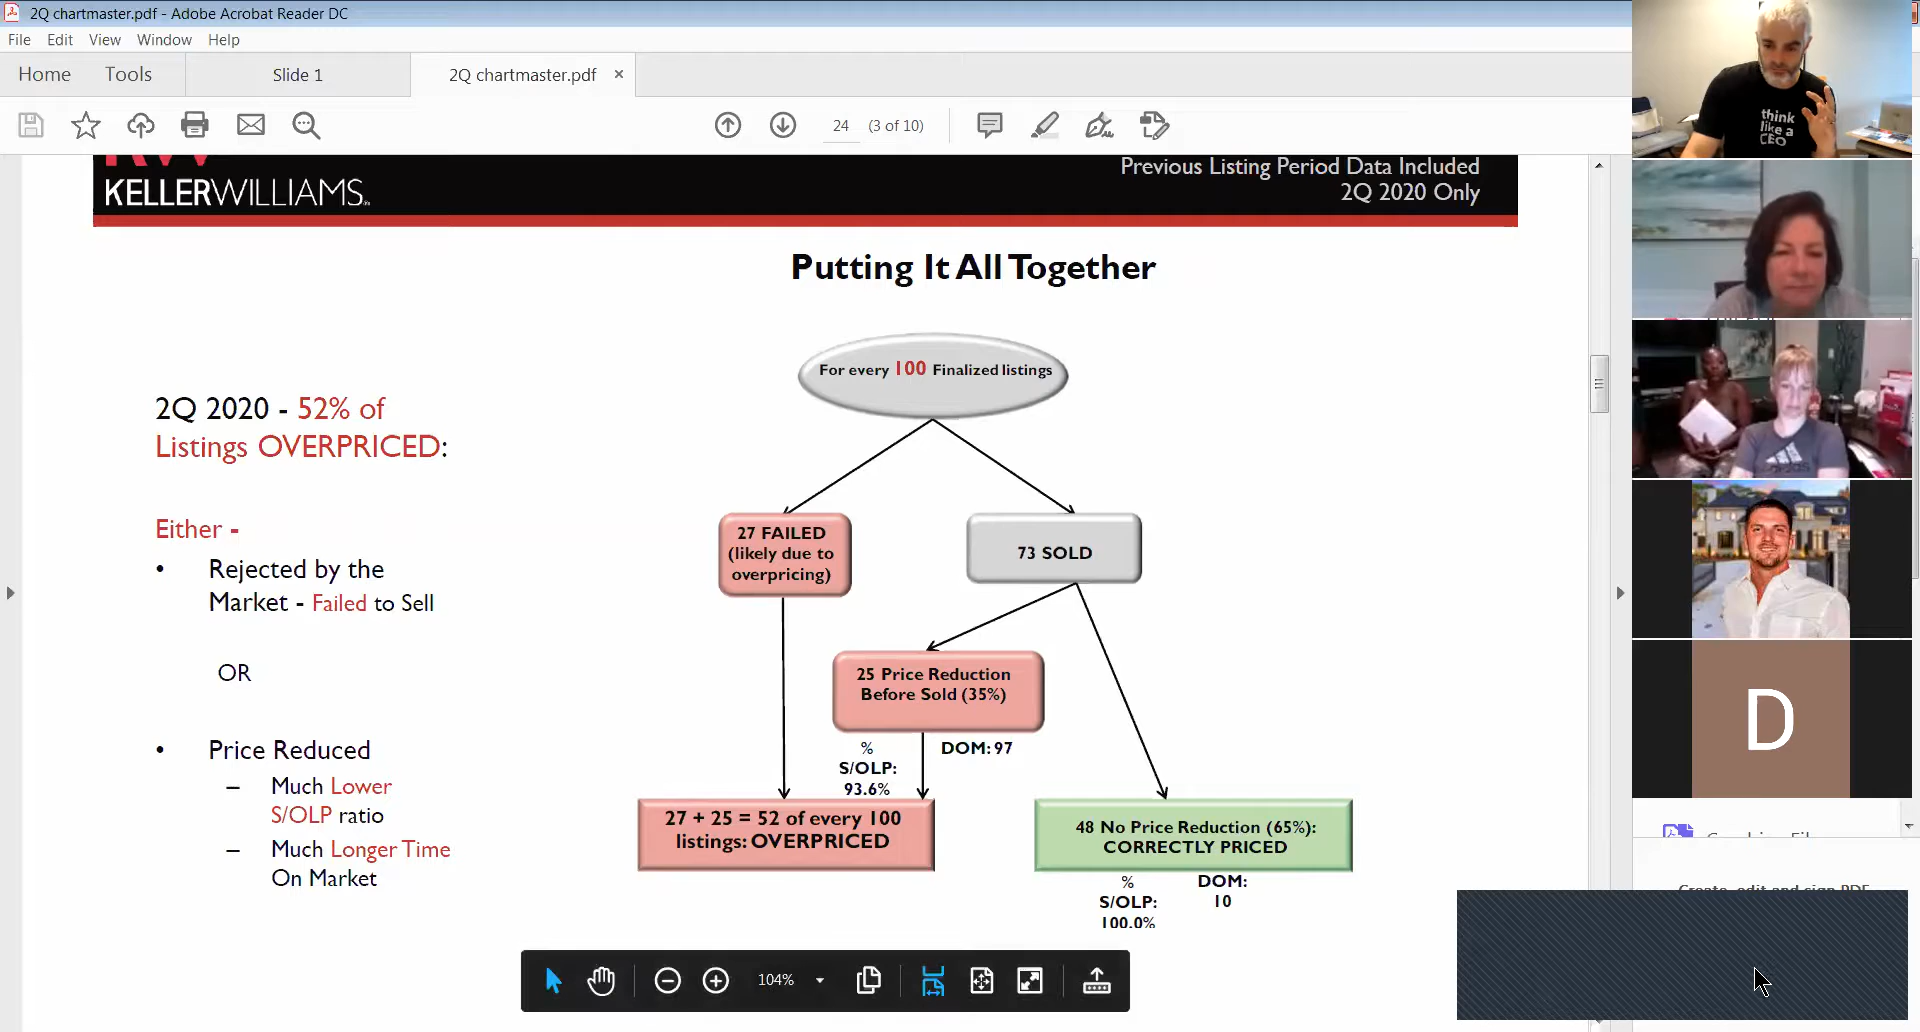 2Q chartmaster.pdf - Adobe Acrobat Reader DC
File Edit View Window Help
Home Tools Slide 1 2Q chartmaster.pdf ×
24 (3 of 10)
KELLERWILLIAMS.
Previous Listing Period Data Included
2Q 2020 Only
Putting It All Together
2Q 2020 - 52% of
Listings OVERPRICED:
Either -
• Rejected by the
Market - Failed to Sell
OR
• Price Reduced
– Much Lower
S/OLP ratio
– Much Longer Time
On Market
For every 100 Finalized listings
27 FAILED
(likely due to
overpricing)
73 SOLD
25 Price Reduction
Before Sold (35%)
%
S/OLP:
93.6%
DOM: 97
27 + 25 = 52 of every 100
listings: OVERPRICED
48 No Price Reduction (65%):
CORRECTLY PRICED
%
S/OLP:
100.0%
DOM:
10
104%
think
like a
CEO
adidas
D